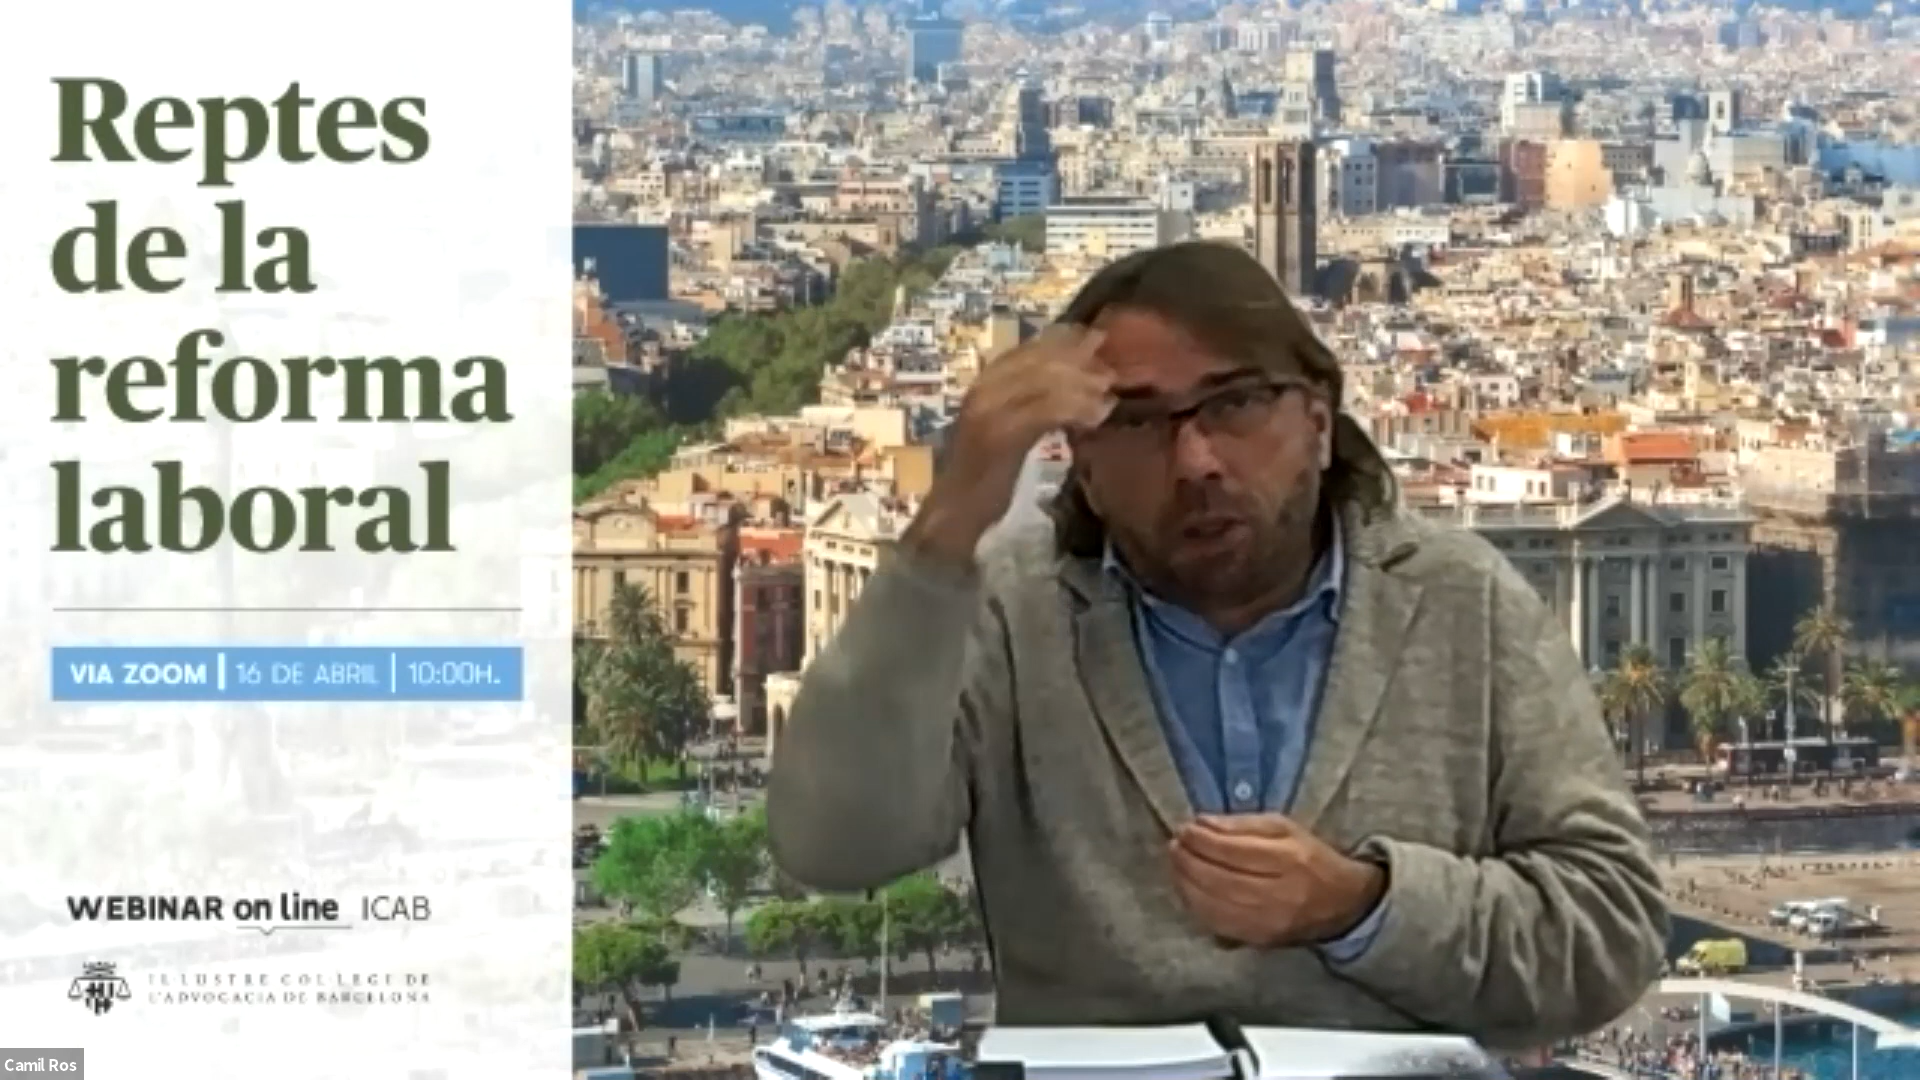 Reptes
de la
reforma
laboral
VIA ZOOM | 16 DE ABRIL | 10:00H.
WEBINAR on line ICAB
IL·LUSTRE COL·LEGI DE
L'ADVOCACIA DE BARCELONA
Camil Ros